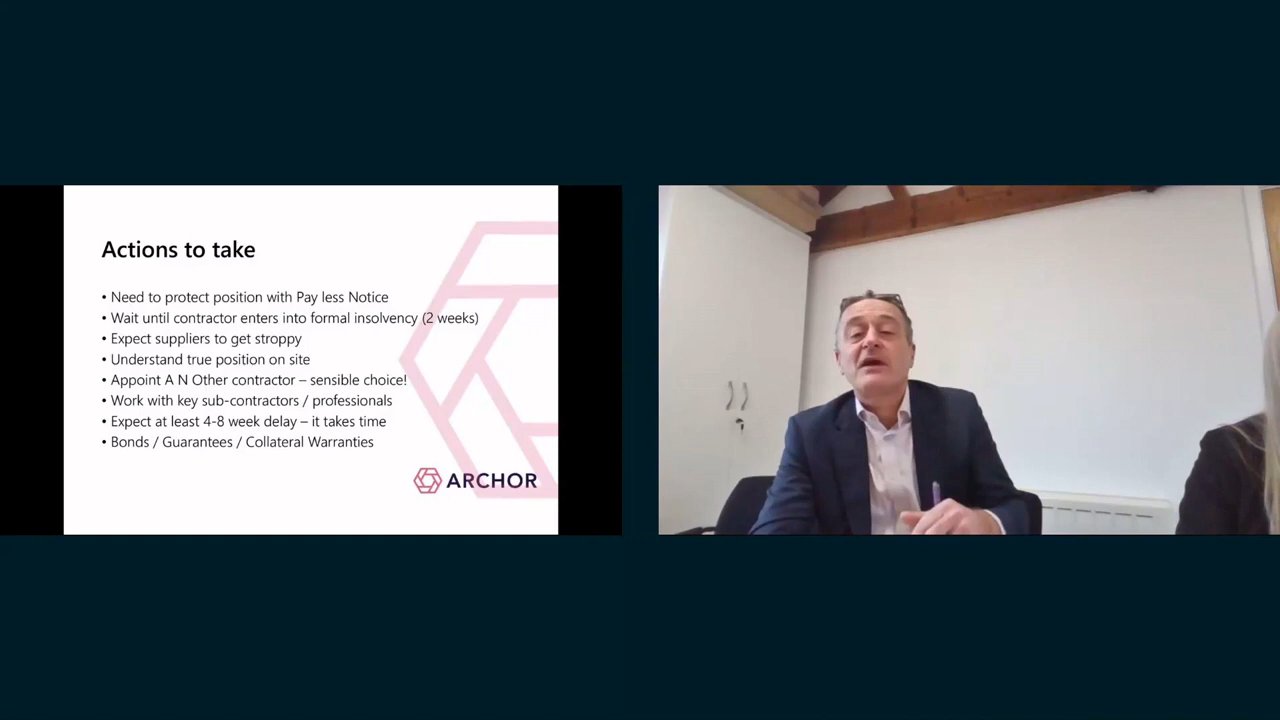 Actions to take
• Need to protect position with Pay less Notice
• Wait until contractor enters into formal insolvency (2 weeks)
• Expect suppliers to get stroppy
• Understand true position on site
• Appoint A N Other contractor – sensible choice!
• Work with key sub-contractors / professionals
• Expect at least 4-8 week delay – it takes time
• Bonds / Guarantees / Collateral Warranties
ARCHOR